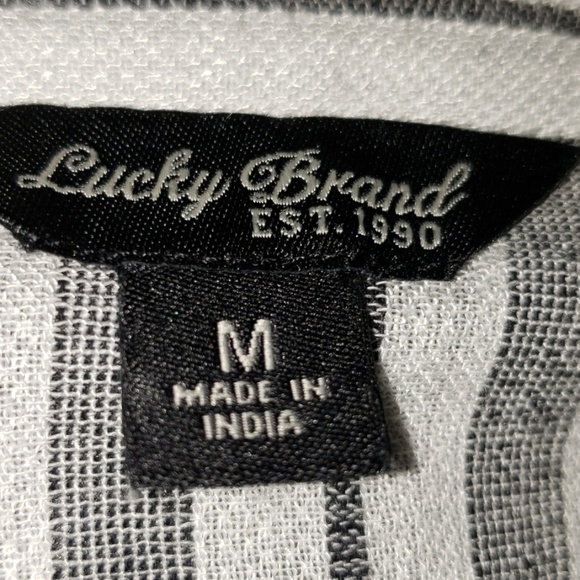 Lucky Brand
EST. 1990
M
MADE IN
INDIA